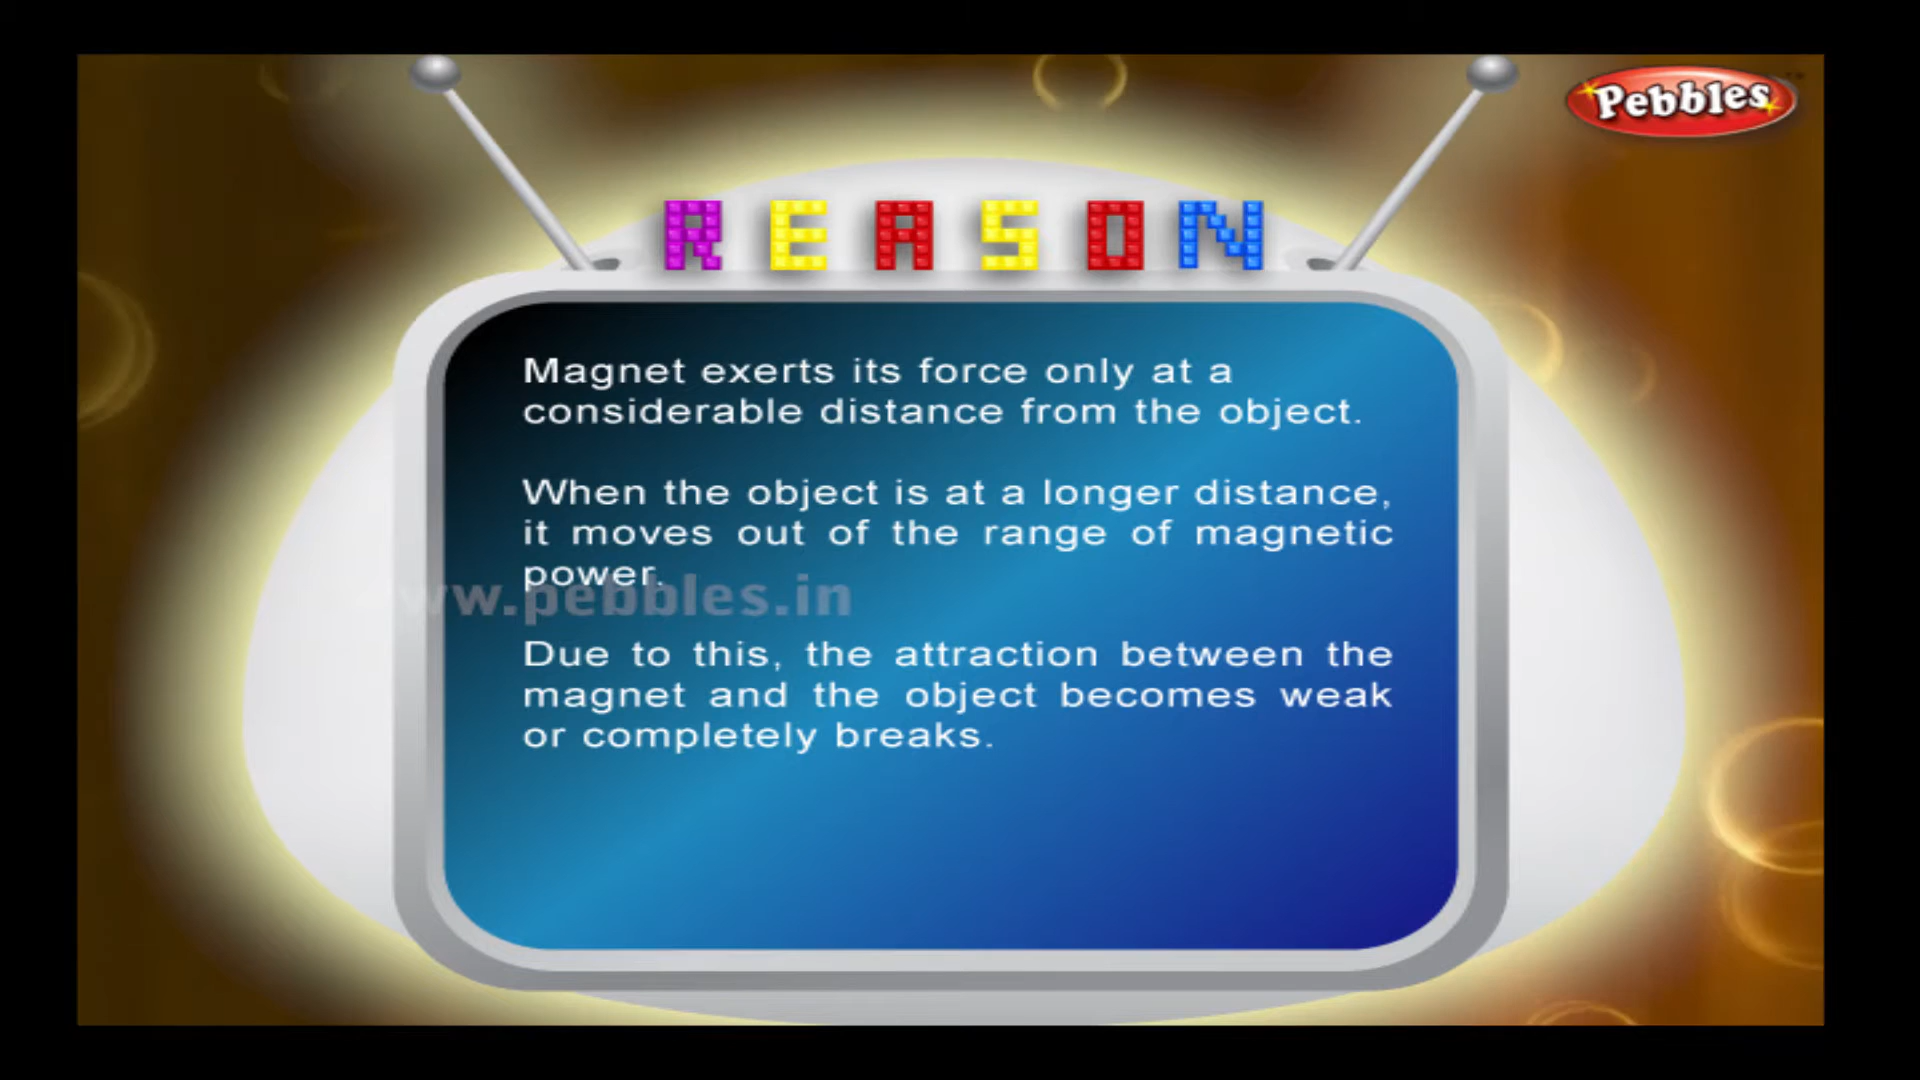 Pebbles
REASON
Magnet exerts its force only at a
considerable distance from the object.
When the object is at a longer distance,
it moves out of the range of magnetic
power.
www.pebbles.in
Due to this, the attraction between the
magnet and the object becomes weak
or completely breaks.